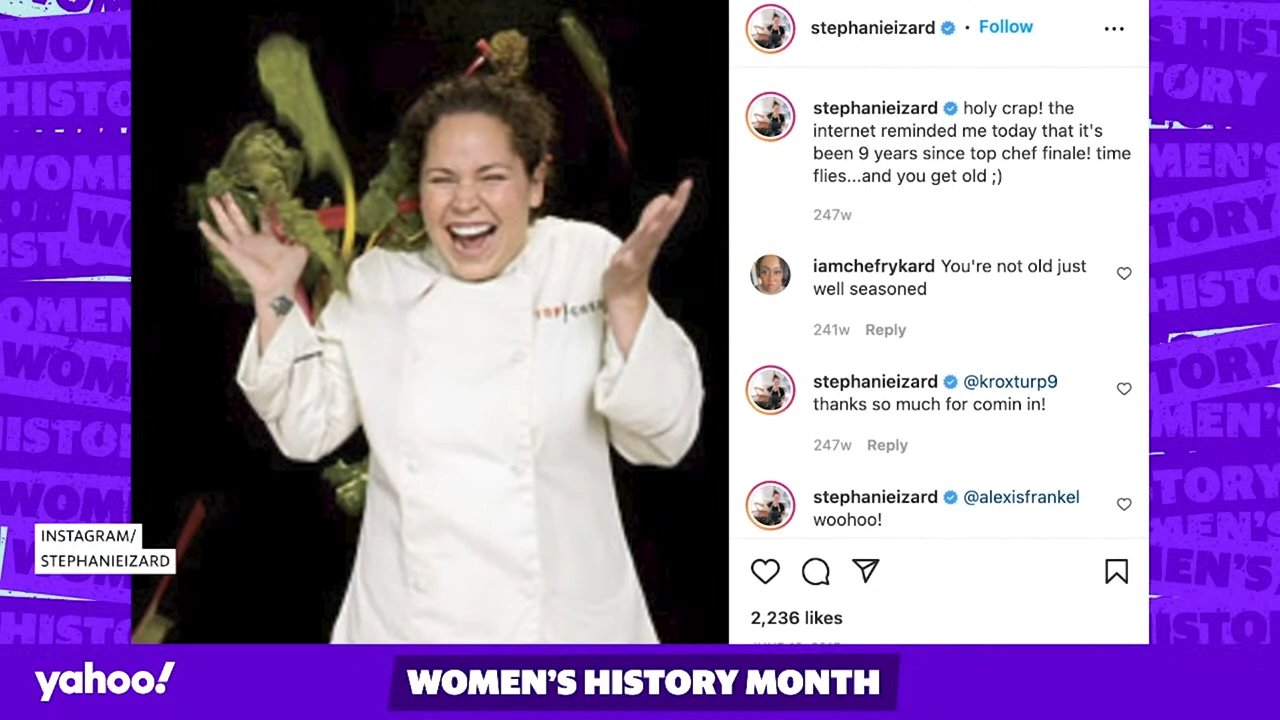 stephanieizard • Follow
stephanieizard holy crap! the
internet reminded me today that it's
been 9 years since top chef finale! time
flies...and you get old ;)
247w
iamchefrykard You're not old just
well seasoned
241w Reply
stephanieizard @kroxturp9
thanks so much for comin in!
247w Reply
stephanieizard @alexisfrankel
woohoo!
2,236 likes
INSTAGRAM/
STEPHANIEIZARD
yahoo!
WOMEN'S HISTORY MONTH